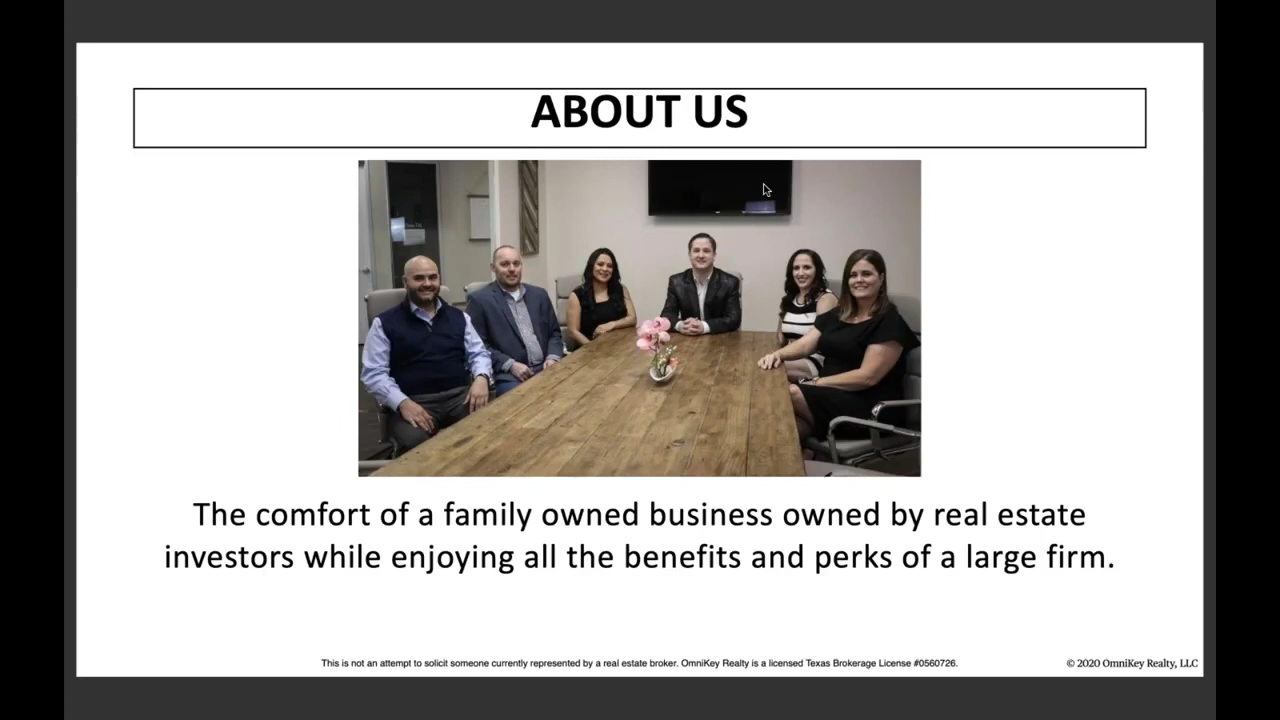 ABOUT US
The comfort of a family owned business owned by real estate
investors while enjoying all the benefits and perks of a large firm.
This is not an attempt to solicit someone currently represented by a real estate broker. OmniKey Realty is a licensed Texas Brokerage License #0560726.
© 2020 OmniKey Realty, LLC